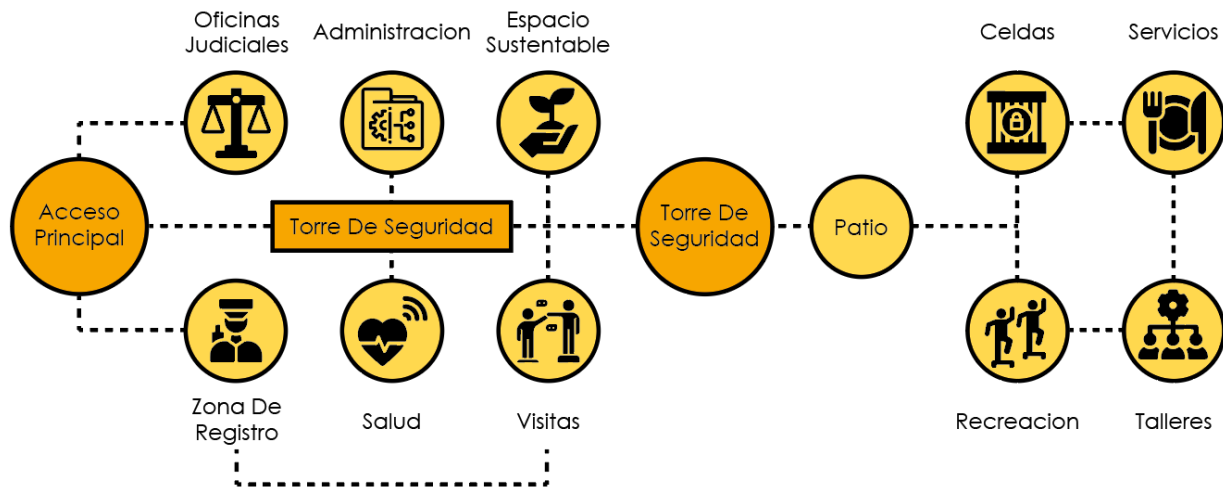 Oficinas
Judiciales
Administracion
Espacio
Sustentable
Celdas
Servicios
Acceso
Principal
Torre De Seguridad
Torre De
Seguridad
Patio
Zona De
Registro
Salud
Visitas
Recreacion
Talleres